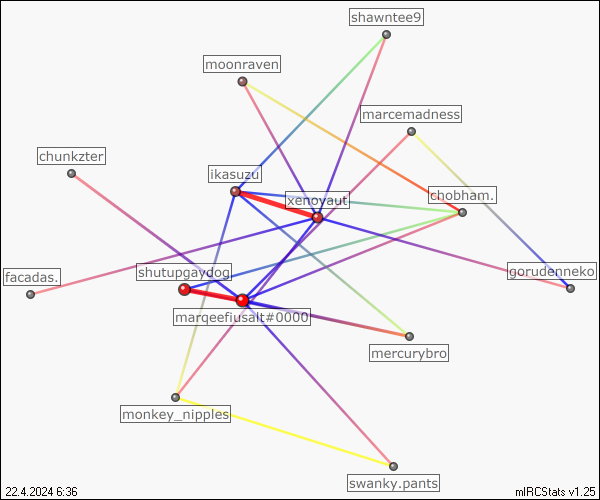 shawntee9
moonraven
marcemadness
chunkzter
ikasuzu
xenoyaut
chobham.
facadas.
shutupgaydog
gorudenneko
marqeefiusalt#0000
mercurybro
monkey_nipples
swanky.pants
22.4.2024 6:36
mIRCStats v1.25